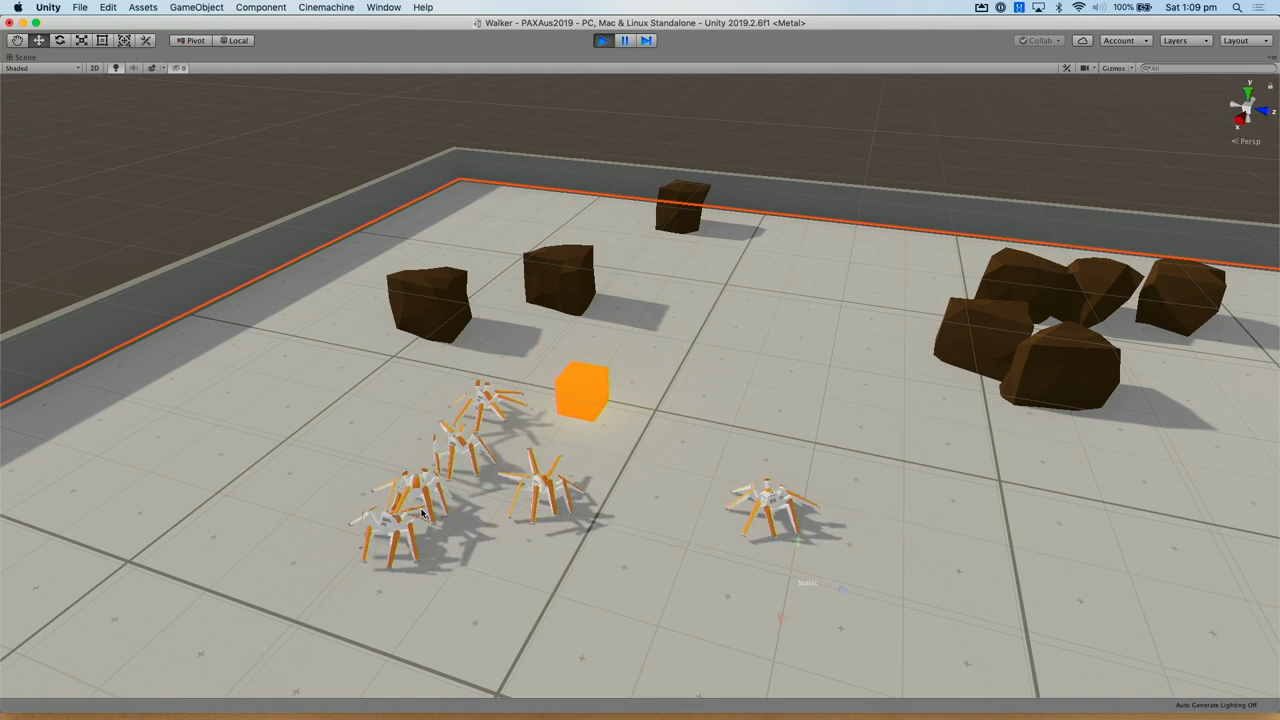 Unity File Edit Assets GameObject Component Cinemachine Window Help 100% Sat 1:09 pm
Walker - PAXAus2019 - PC, Mac & Linux Standalone - Unity 2019.2.6f1 <Metal>
Pivot Local Collab Account Layers Layout
Scene
Shaded 2D 0 Gizmos All
y
z
x
Persp
Static
Auto Generate Lighting Off